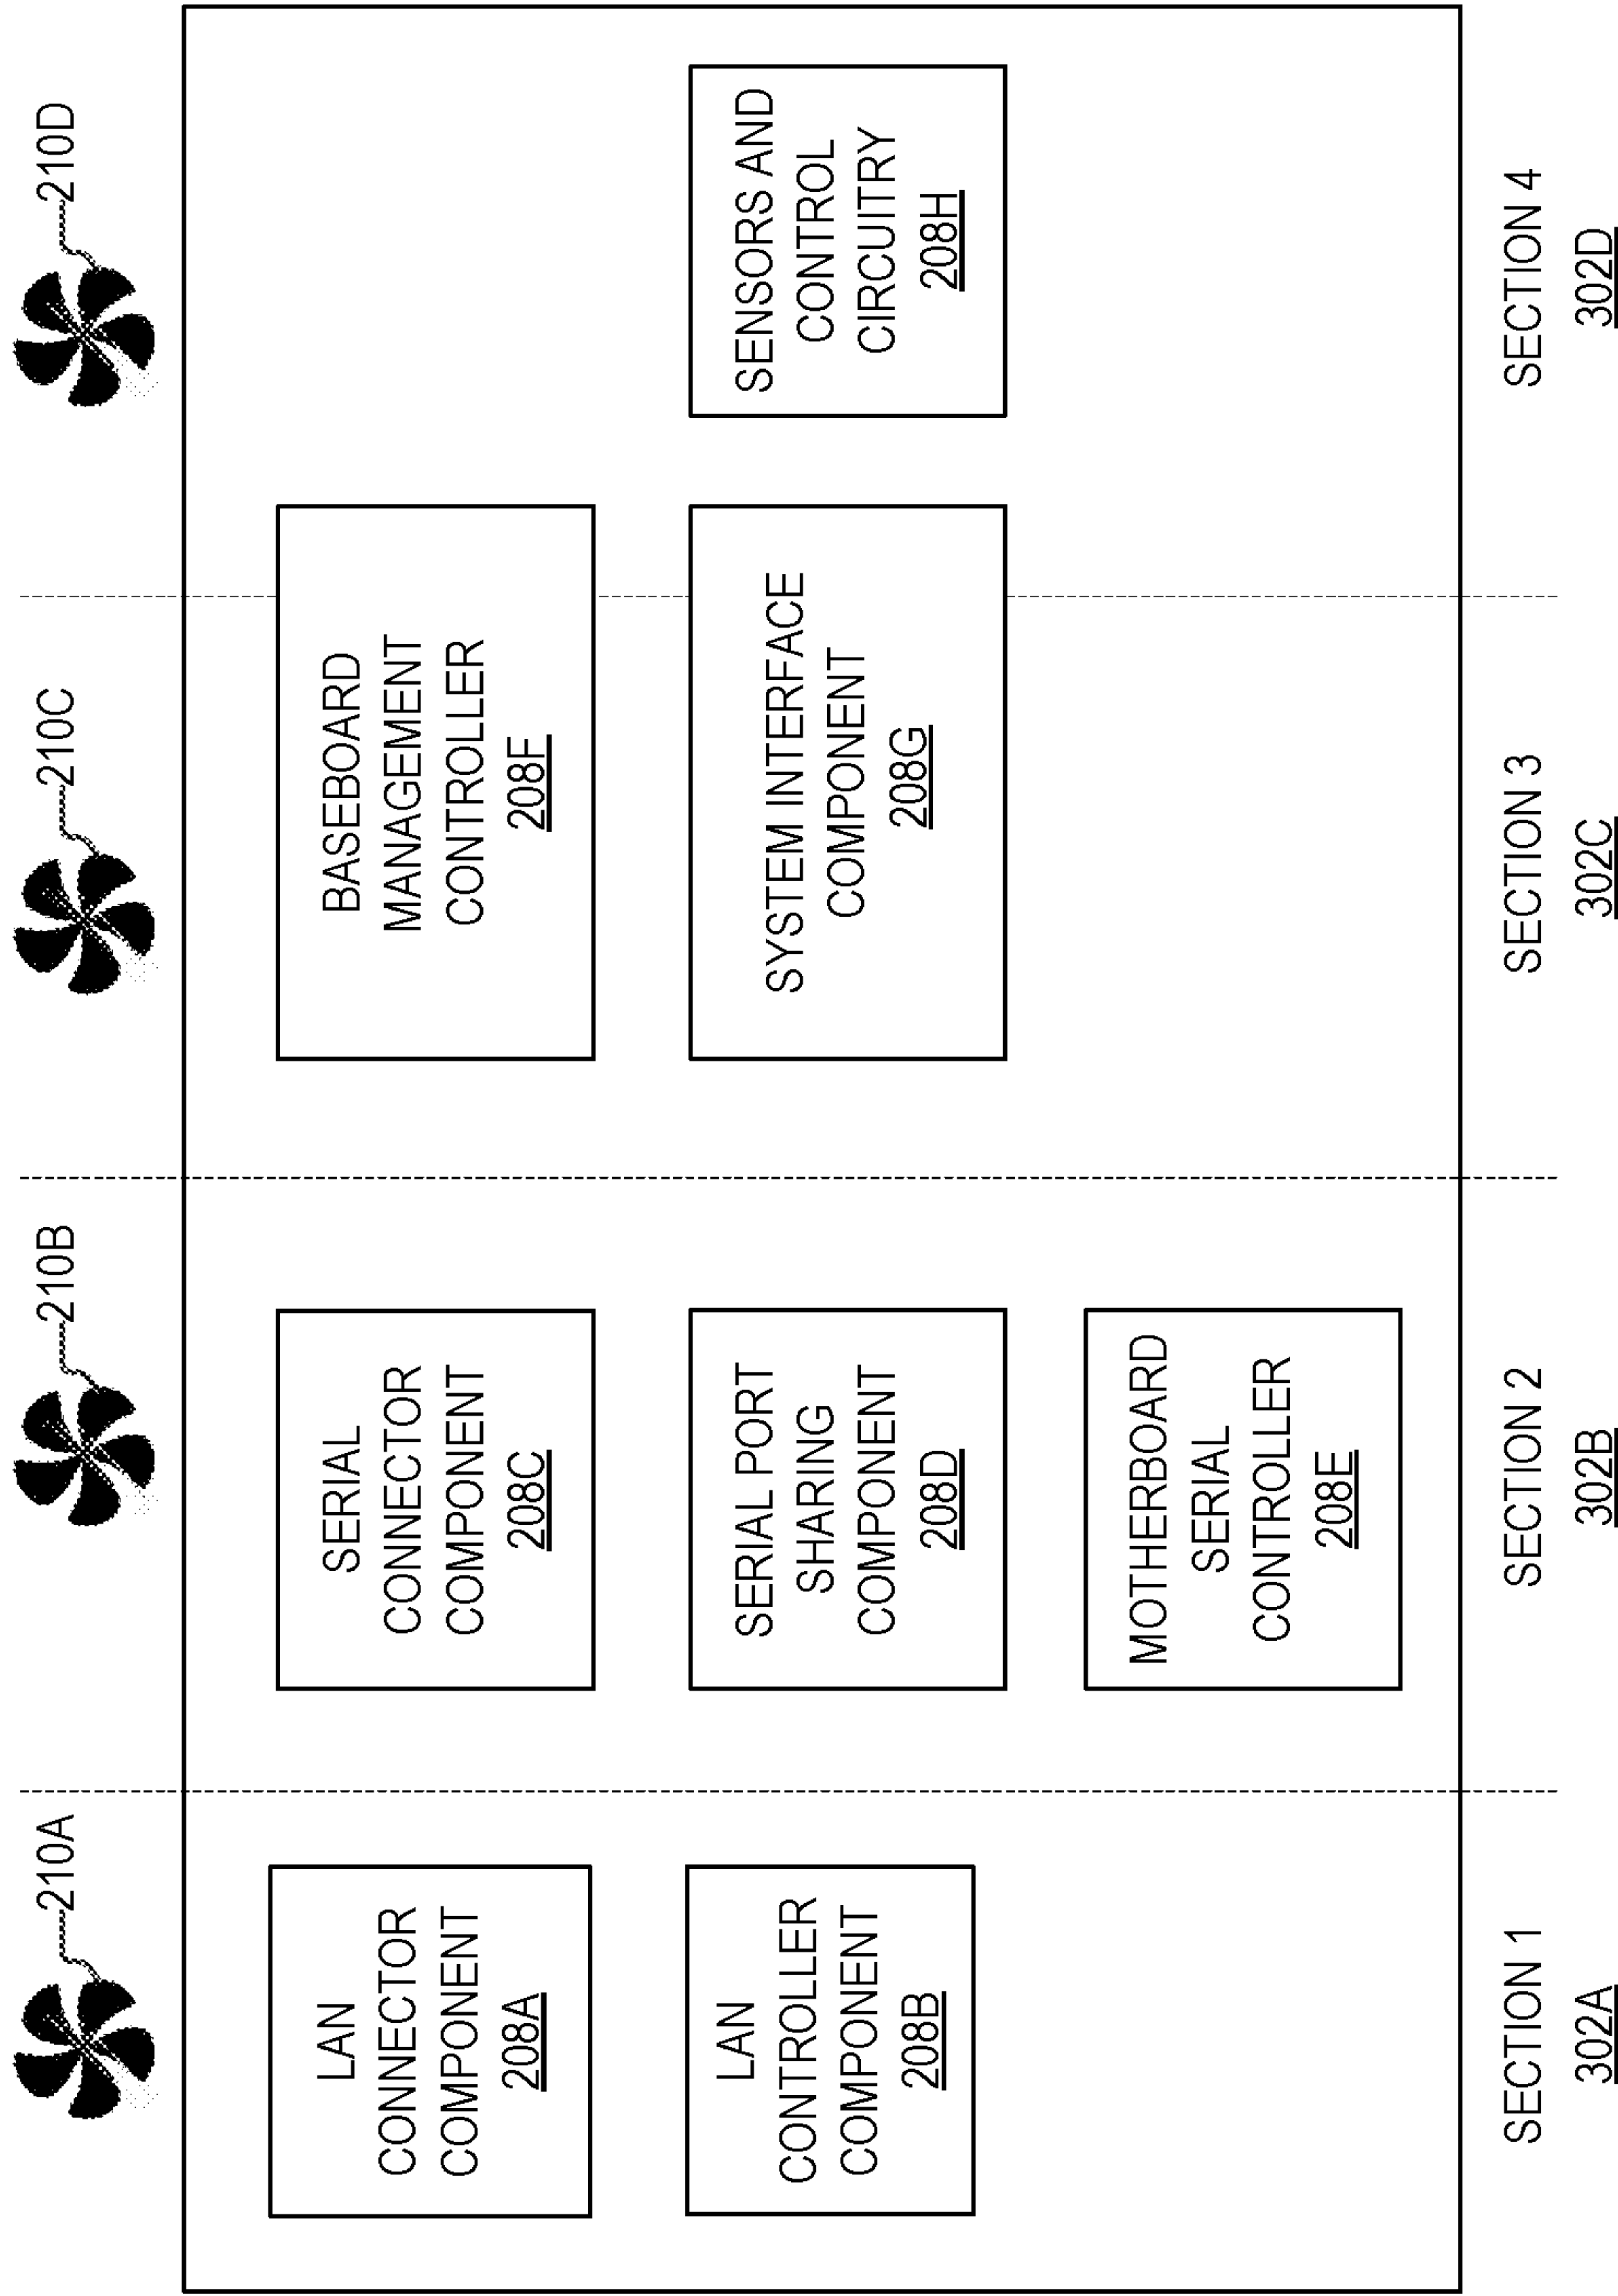 210A
210B
210C
210D
LAN
CONNECTOR
COMPONENT
208A
SERIAL
CONNECTOR
COMPONENT
208C
BASEBOARD
MANAGEMENT
CONTROLLER
208F
LAN
CONTROLLER
COMPONENT
208B
SERIAL PORT
SHARING
COMPONENT
208D
SYSTEM INTERFACE
COMPONENT
208G
SENSORS AND
CONTROL
CIRCUITRY
208H
MOTHERBOARD
SERIAL
CONTROLLER
208E
SECTION 1
302A
SECTION 2
302B
SECTION 3
302C
SECTION 4
302D